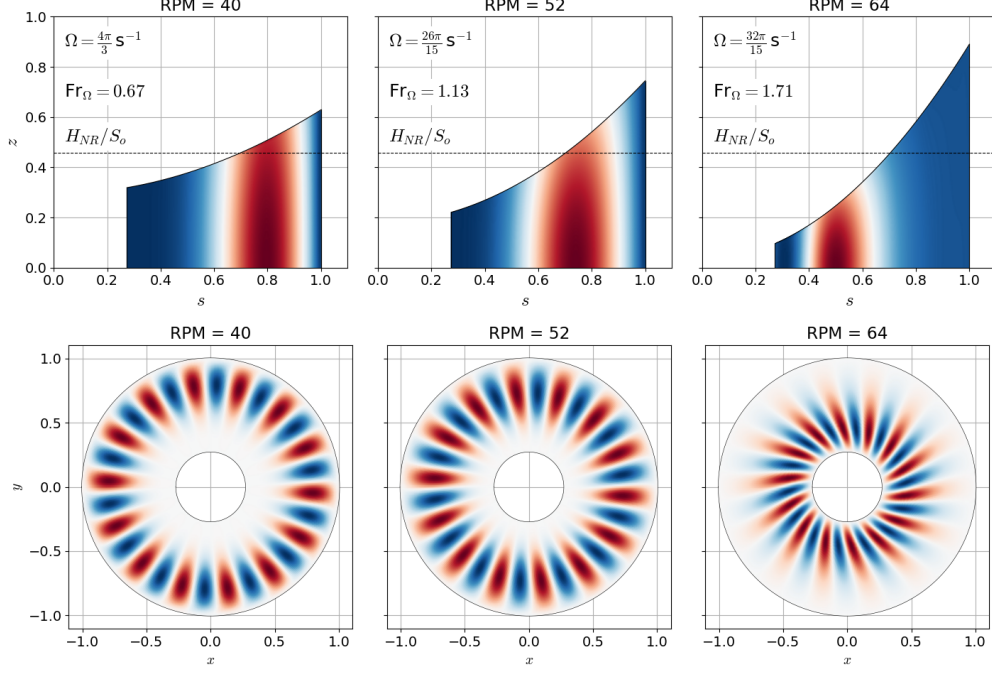 RPM = 40 RPM = 52 RPM = 64
1.0
0.8
0.6
0.4
0.2
0.0
z
Ω = 4π/3 s⁻¹
Fr_Ω = 0.67
H_NR/S_o
Ω = 26π/15 s⁻¹
Fr_Ω = 1.13
H_NR/S_o
Ω = 32π/15 s⁻¹
Fr_Ω = 1.71
H_NR/S_o
0.0 0.2 0.4 0.6 0.8 1.0 0.0 0.2 0.4 0.6 0.8 1.0 0.0 0.2 0.4 0.6 0.8 1.0
s s s
RPM = 40 RPM = 52 RPM = 64
1.0
0.5
0.0
−0.5
−1.0
y
−1.0 −0.5 0.0 0.5 1.0 −1.0 −0.5 0.0 0.5 1.0 −1.0 −0.5 0.0 0.5 1.0
x x x